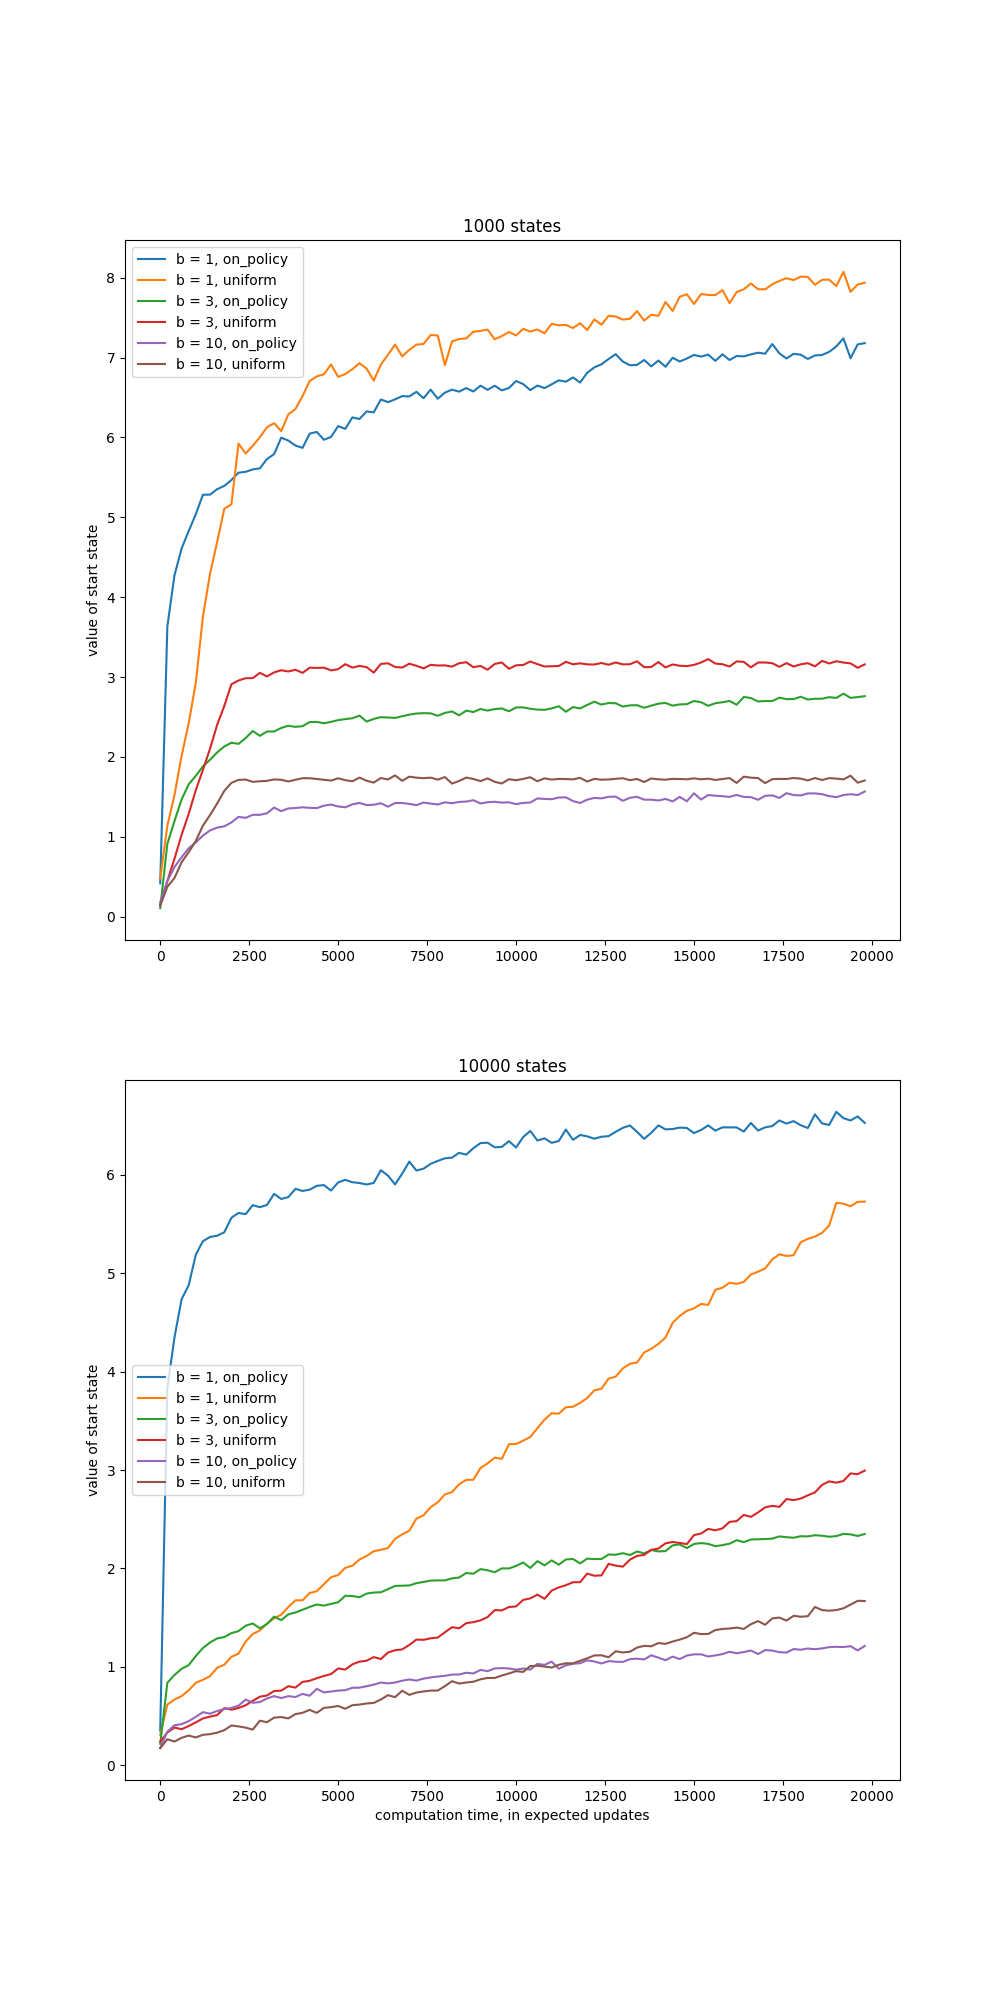 1000 states
b = 1, on_policy
b = 1, uniform
b = 3, on_policy
b = 3, uniform
b = 10, on_policy
b = 10, uniform
value of start state
8
7
6
5
4
3
2
1
0
0 2500 5000 7500 10000 12500 15000 17500 20000
10000 states
b = 1, on_policy
b = 1, uniform
b = 3, on_policy
b = 3, uniform
b = 10, on_policy
b = 10, uniform
value of start state
6
5
4
3
2
1
0
0 2500 5000 7500 10000 12500 15000 17500 20000
computation time, in expected updates